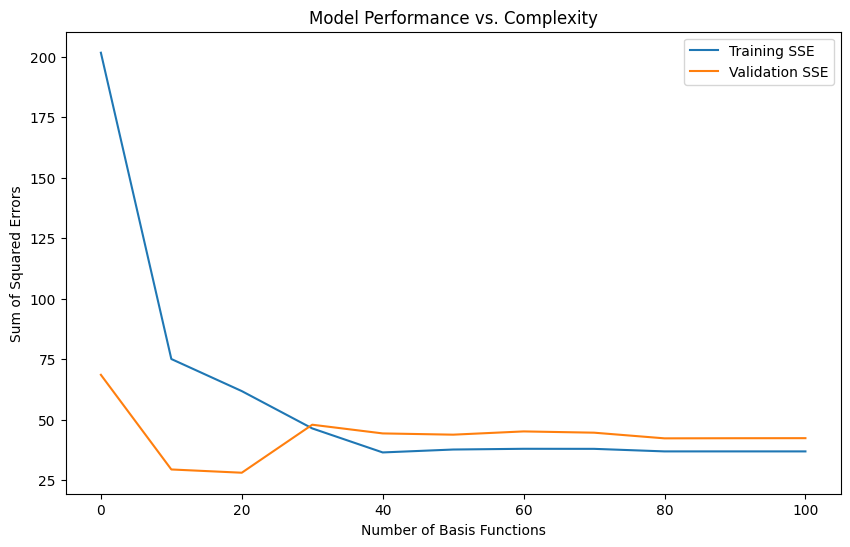 Model Performance vs. Complexity
Training SSE
Validation SSE
200
175
150
125
100
75
50
25
Sum of Squared Errors
0
20
40
60
80
100
Number of Basis Functions